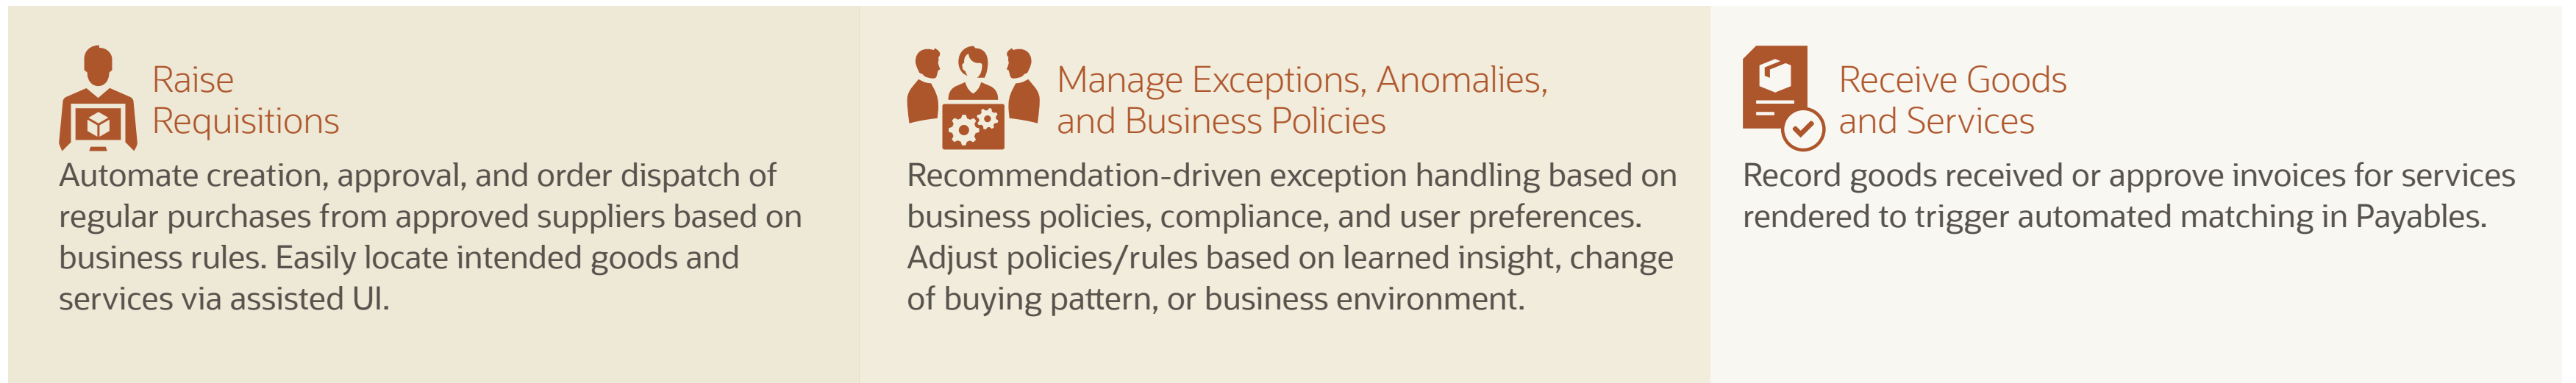 Raise
Requisitions
Automate creation, approval, and order dispatch of
regular purchases from approved suppliers based on
business rules. Easily locate intended goods and
services via assisted UI.
Manage Exceptions, Anomalies,
and Business Policies
Recommendation-driven exception handling based on
business policies, compliance, and user preferences.
Adjust policies/rules based on learned insight, change
of buying pattern, or business environment.
Receive Goods
and Services
Record goods received or approve invoices for services
rendered to trigger automated matching in Payables.